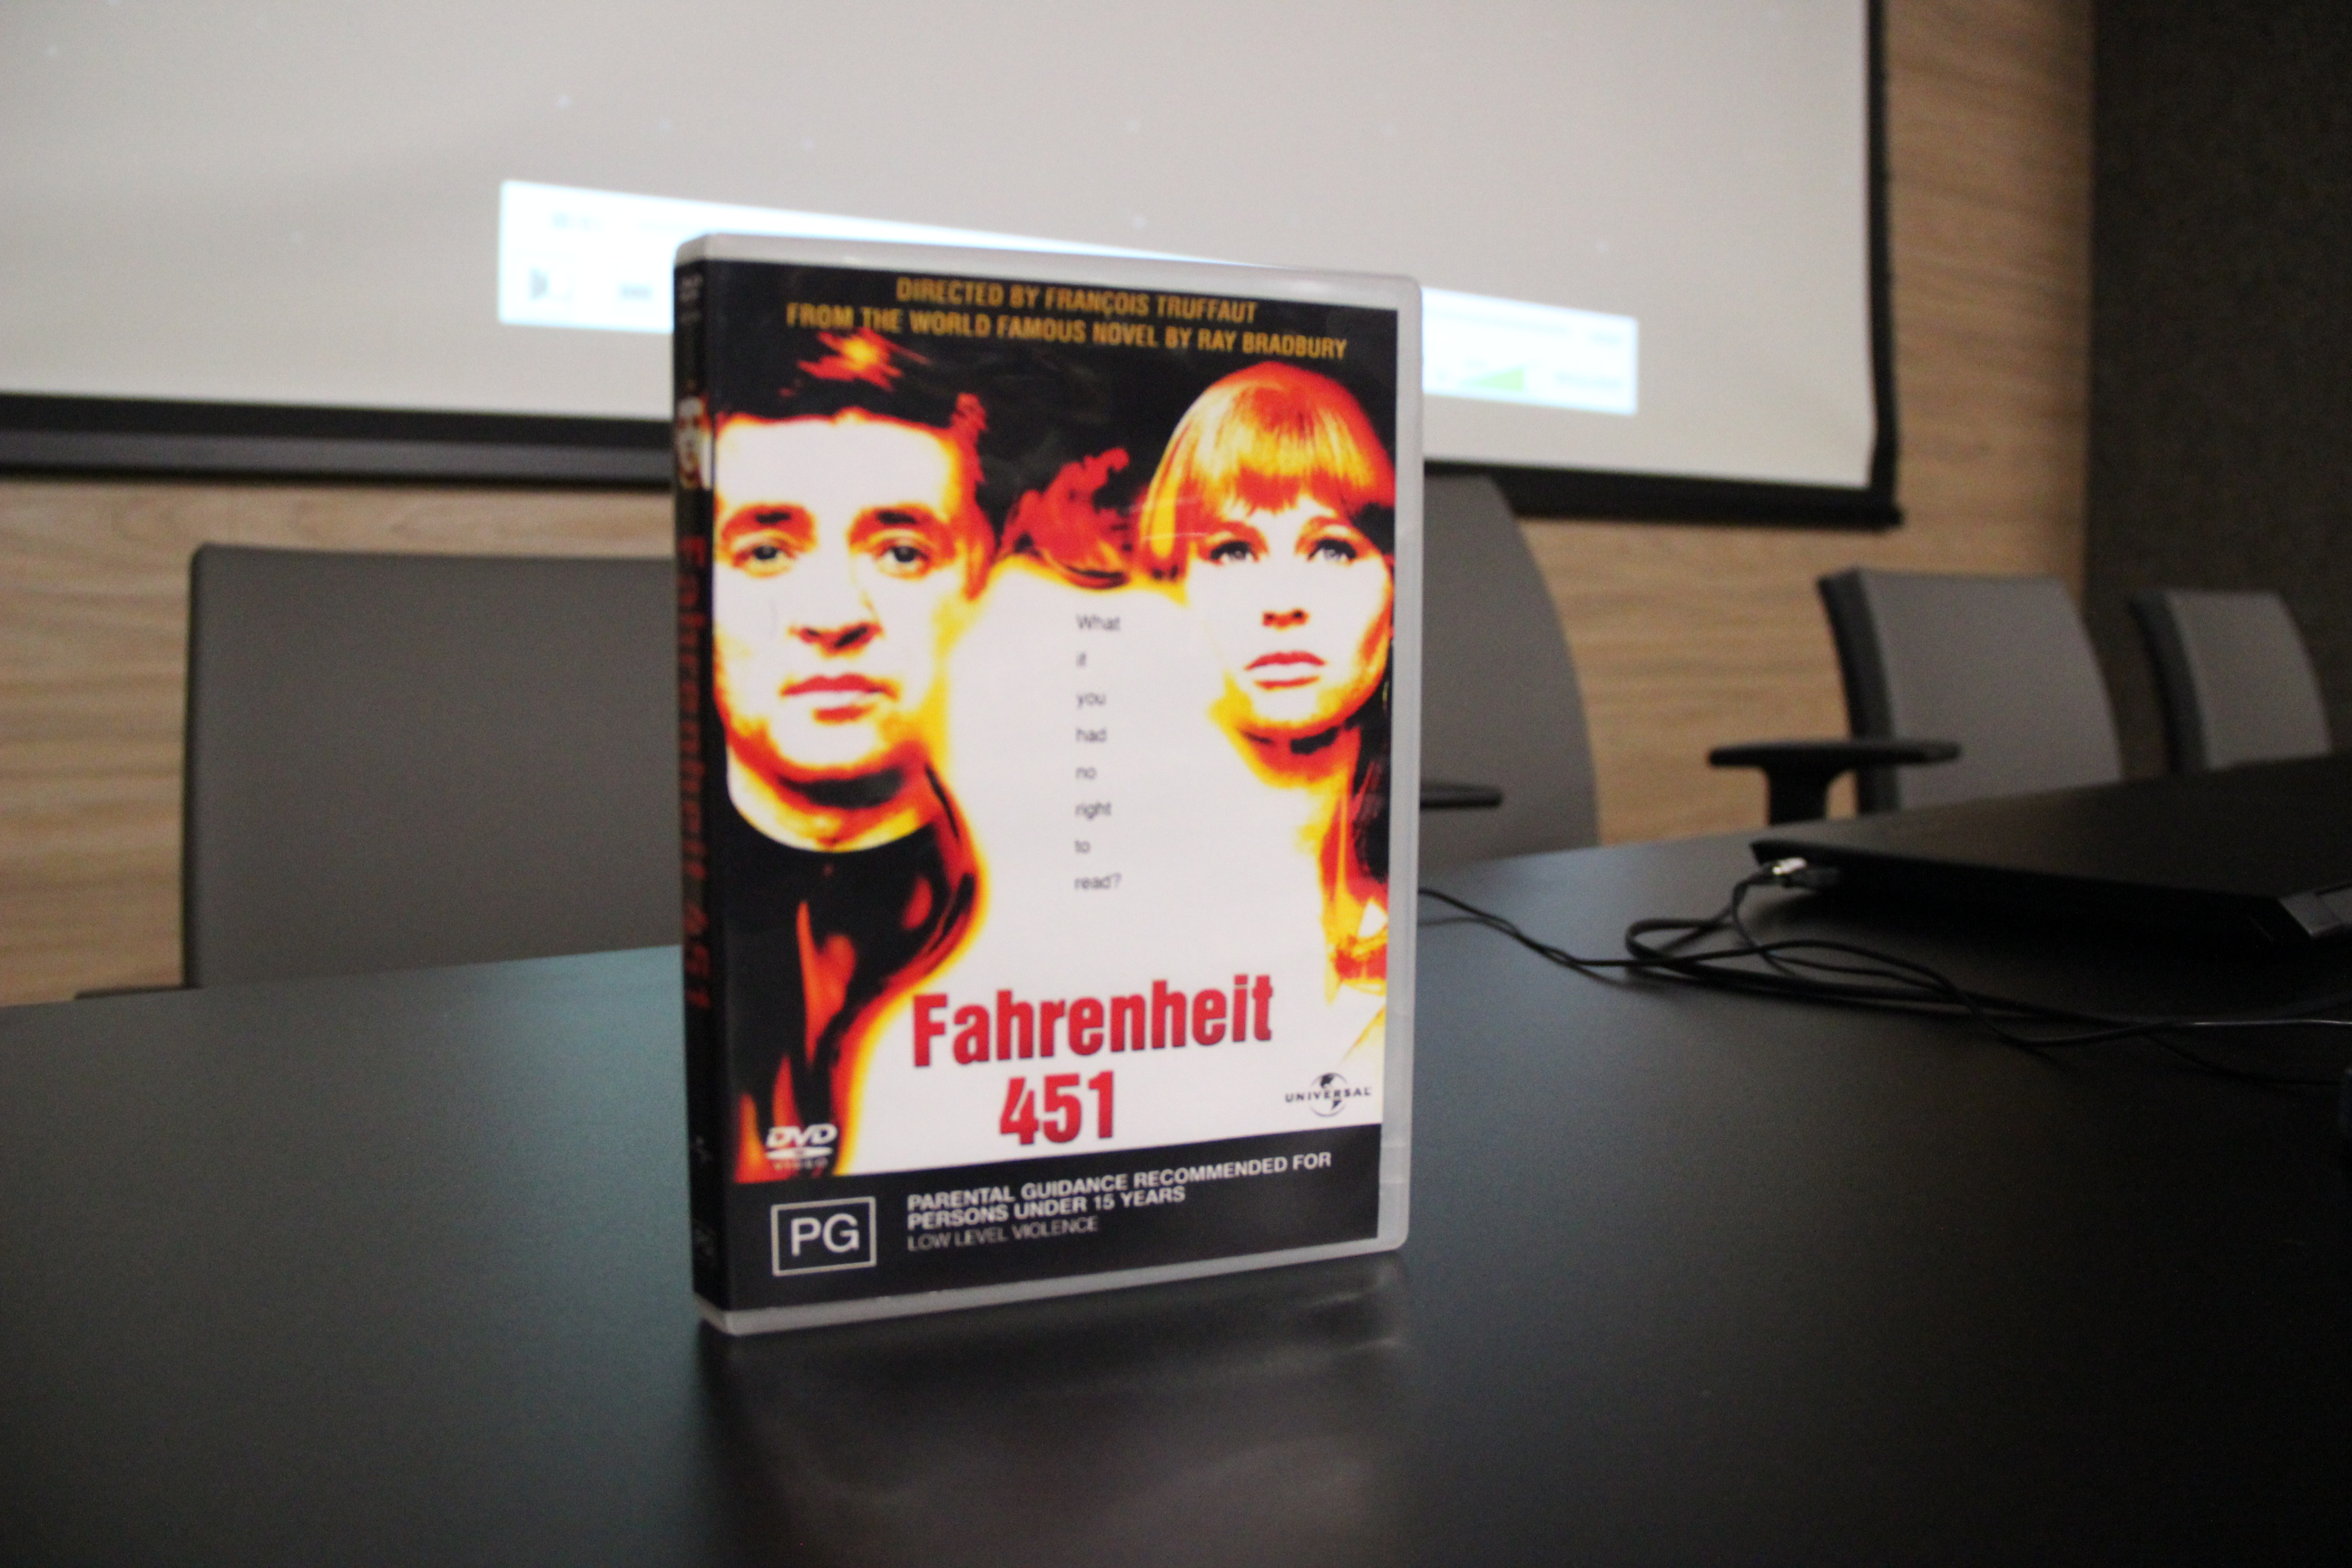 DIRECTED BY FRANÇOIS TRUFFAUT
FROM THE WORLD FAMOUS NOVEL BY RAY BRADBURY
What
if
you
had
no
right
to
read?
Fahrenheit
451
UNIVERSAL
DVD
VIDEO
PG
PARENTAL GUIDANCE RECOMMENDED FOR
PERSONS UNDER 15 YEARS
LOW LEVEL VIOLENCE
Fahrenheit 451